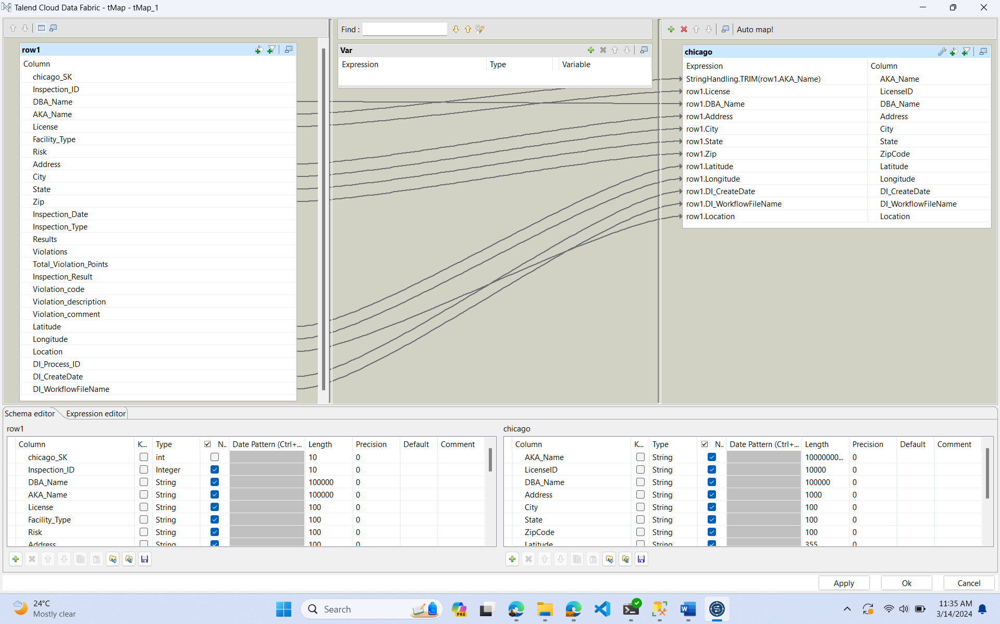 Talend Cloud Data Fabric - tMap - tMap_1
Find :
Auto map!
row1
Column
chicago_SK
Inspection_ID
DBA_Name
AKA_Name
License
Facility_Type
Risk
Address
City
State
Zip
Inspection_Date
Inspection_Type
Results
Violations
Total_Violation_Points
Inspection_Result
Violation_code
Violation_description
Violation_comment
Latitude
Longitude
Location
DI_Process_ID
DI_CreateDate
DI_WorkflowFileName
Var
Expression Type Variable
chicago
Expression Column
StringHandling.TRIM(row1.AKA_Name) AKA_Name
row1.License LicenseID
row1.DBA_Name DBA_Name
row1.Address Address
row1.City City
row1.State State
row1.Zip ZipCode
row1.Latitude Latitude
row1.Longitude Longitude
row1.DI_CreateDate DI_CreateDate
row1.DI_WorkflowFileName DI_WorkflowFileName
row1.Location Location
Schema editor Expression editor
row1
Column K... Type N.. Date Pattern (Ctrl+... Length Precision Default Comment
chicago_SK int 10 0
Inspection_ID Integer 10 0
DBA_Name String 100000 0
AKA_Name String 100000 0
License String 100 0
Facility_Type String 100 0
Risk String 100 0
Address String 100 0
chicago
Column K... Type N.. Date Pattern (Ctrl+... Length Precision Default Comment
AKA_Name String 10000000... 0
LicenseID String 10000 0
DBA_Name String 100000 0
Address String 1000 0
City String 100 0
State String 100 0
ZipCode String 100 0
Latitude String 355 0
Apply Ok Cancel
24°C
Mostly clear
Search
PRE
11:35 AM
3/14/2024